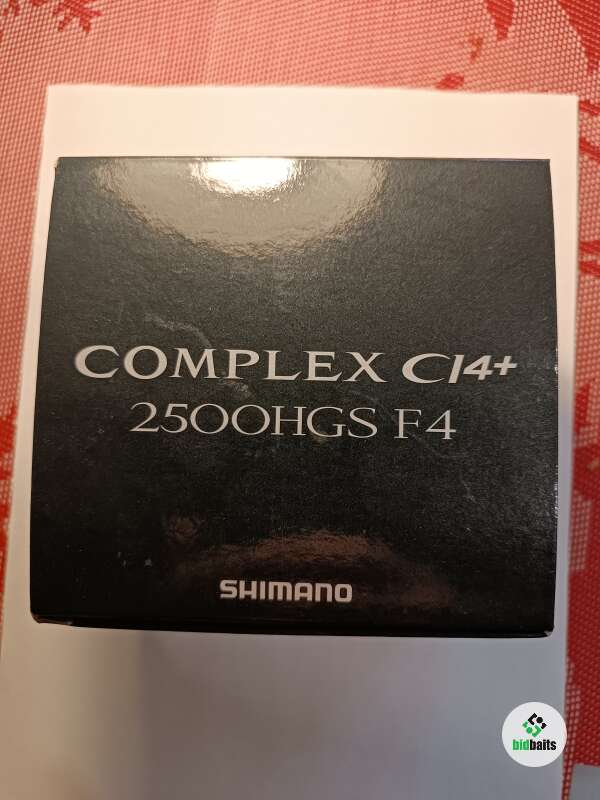 COMPLEX CI4+
2500HGS F4
SHIMANO
bidbaits